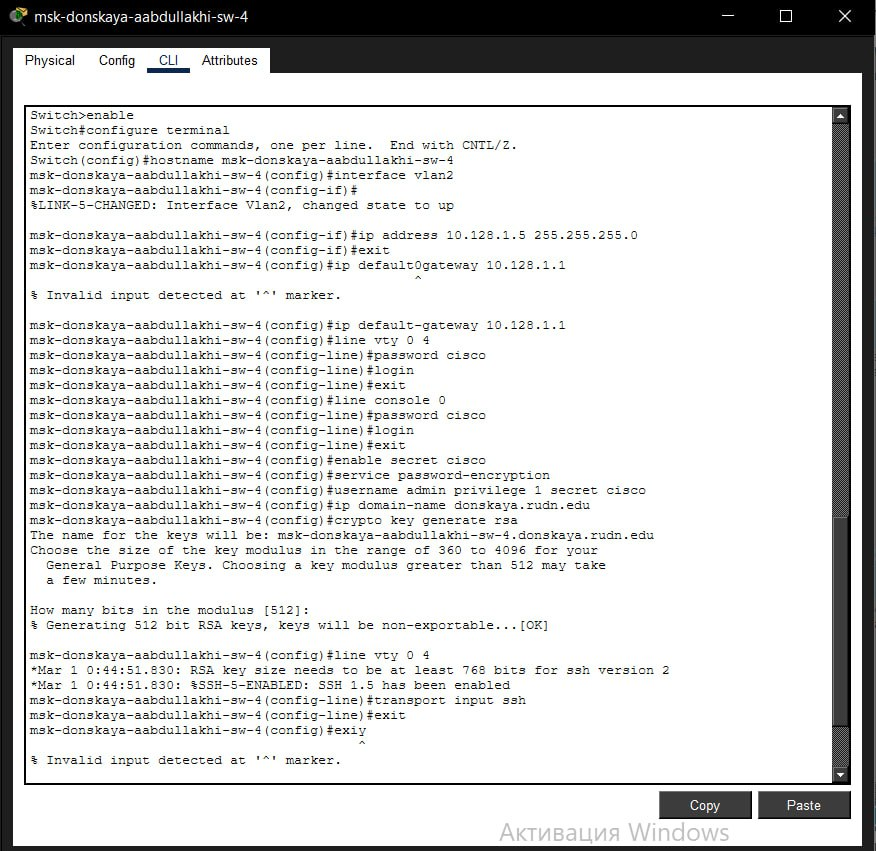 msk-donskaya-aabdullakhi-sw-4
Physical Config CLI Attributes
Switch>enable
Switch#configure terminal
Enter configuration commands, one per line.  End with CNTL/Z.
Switch(config)#hostname msk-donskaya-aabdullakhi-sw-4
msk-donskaya-aabdullakhi-sw-4(config)#interface vlan2
msk-donskaya-aabdullakhi-sw-4(config-if)#
%LINK-5-CHANGED: Interface Vlan2, changed state to up
msk-donskaya-aabdullakhi-sw-4(config-if)#ip address 10.128.1.5 255.255.255.0
msk-donskaya-aabdullakhi-sw-4(config-if)#exit
msk-donskaya-aabdullakhi-sw-4(config)#ip default0gateway 10.128.1.1
^
% Invalid input detected at '^' marker.
msk-donskaya-aabdullakhi-sw-4(config)#ip default-gateway 10.128.1.1
msk-donskaya-aabdullakhi-sw-4(config)#line vty 0 4
msk-donskaya-aabdullakhi-sw-4(config-line)#password cisco
msk-donskaya-aabdullakhi-sw-4(config-line)#login
msk-donskaya-aabdullakhi-sw-4(config-line)#exit
msk-donskaya-aabdullakhi-sw-4(config)#line console 0
msk-donskaya-aabdullakhi-sw-4(config-line)#password cisco
msk-donskaya-aabdullakhi-sw-4(config-line)#login
msk-donskaya-aabdullakhi-sw-4(config-line)#exit
msk-donskaya-aabdullakhi-sw-4(config)#enable secret cisco
msk-donskaya-aabdullakhi-sw-4(config)#service password-encryption
msk-donskaya-aabdullakhi-sw-4(config)#username admin privilege 1 secret cisco
msk-donskaya-aabdullakhi-sw-4(config)#ip domain-name donskaya.rudn.edu
msk-donskaya-aabdullakhi-sw-4(config)#crypto key generate rsa
The name for the keys will be: msk-donskaya-aabdullakhi-sw-4.donskaya.rudn.edu
Choose the size of the key modulus in the range of 360 to 4096 for your
General Purpose Keys. Choosing a key modulus greater than 512 may take
a few minutes.
How many bits in the modulus [512]:
% Generating 512 bit RSA keys, keys will be non-exportable...[OK]
msk-donskaya-aabdullakhi-sw-4(config)#line vty 0 4
*Mar 1 0:44:51.830: RSA key size needs to be at least 768 bits for ssh version 2
*Mar 1 0:44:51.830: %SSH-5-ENABLED: SSH 1.5 has been enabled
msk-donskaya-aabdullakhi-sw-4(config-line)#transport input ssh
msk-donskaya-aabdullakhi-sw-4(config-line)#exit
msk-donskaya-aabdullakhi-sw-4(config)#exiy
^
% Invalid input detected at '^' marker.
Copy Paste
Активация Windows